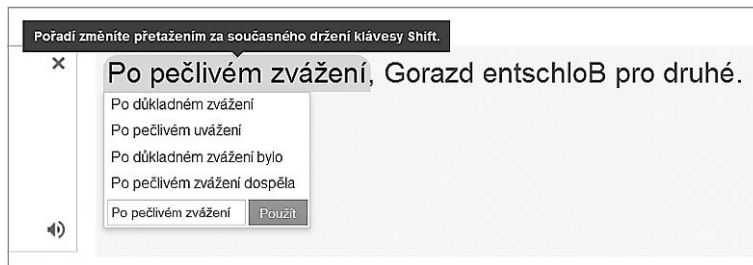 Pořadí změníte přetažením za současného držení klávesy Shift.
Po pečlivém zvážení, Gorazd entschloB pro druhé.
Po důkladném zvážení
Po pečlivém uvážení
Po důkladném zvážení bylo
Po pečlivém zvážení dospěla
Po pečlivém zvážení Použít